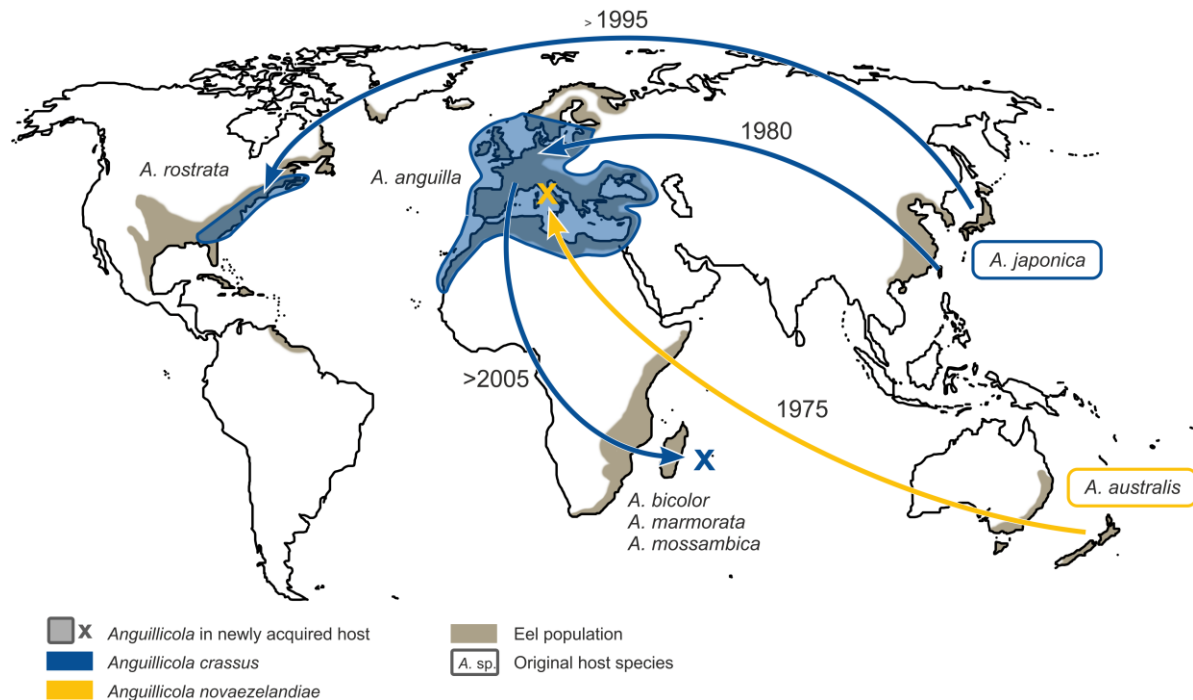 > 1995
1980
A. rostrata
A. anguilla
X
A. japonica
>2005
1975
X
A. australis
A. bicolor
A. marmorata
A. mossambica
X Anguillicola in newly acquired host
Eel population
Anguillicola crassus
A. sp. Original host species
Anguillicola novaezelandiae